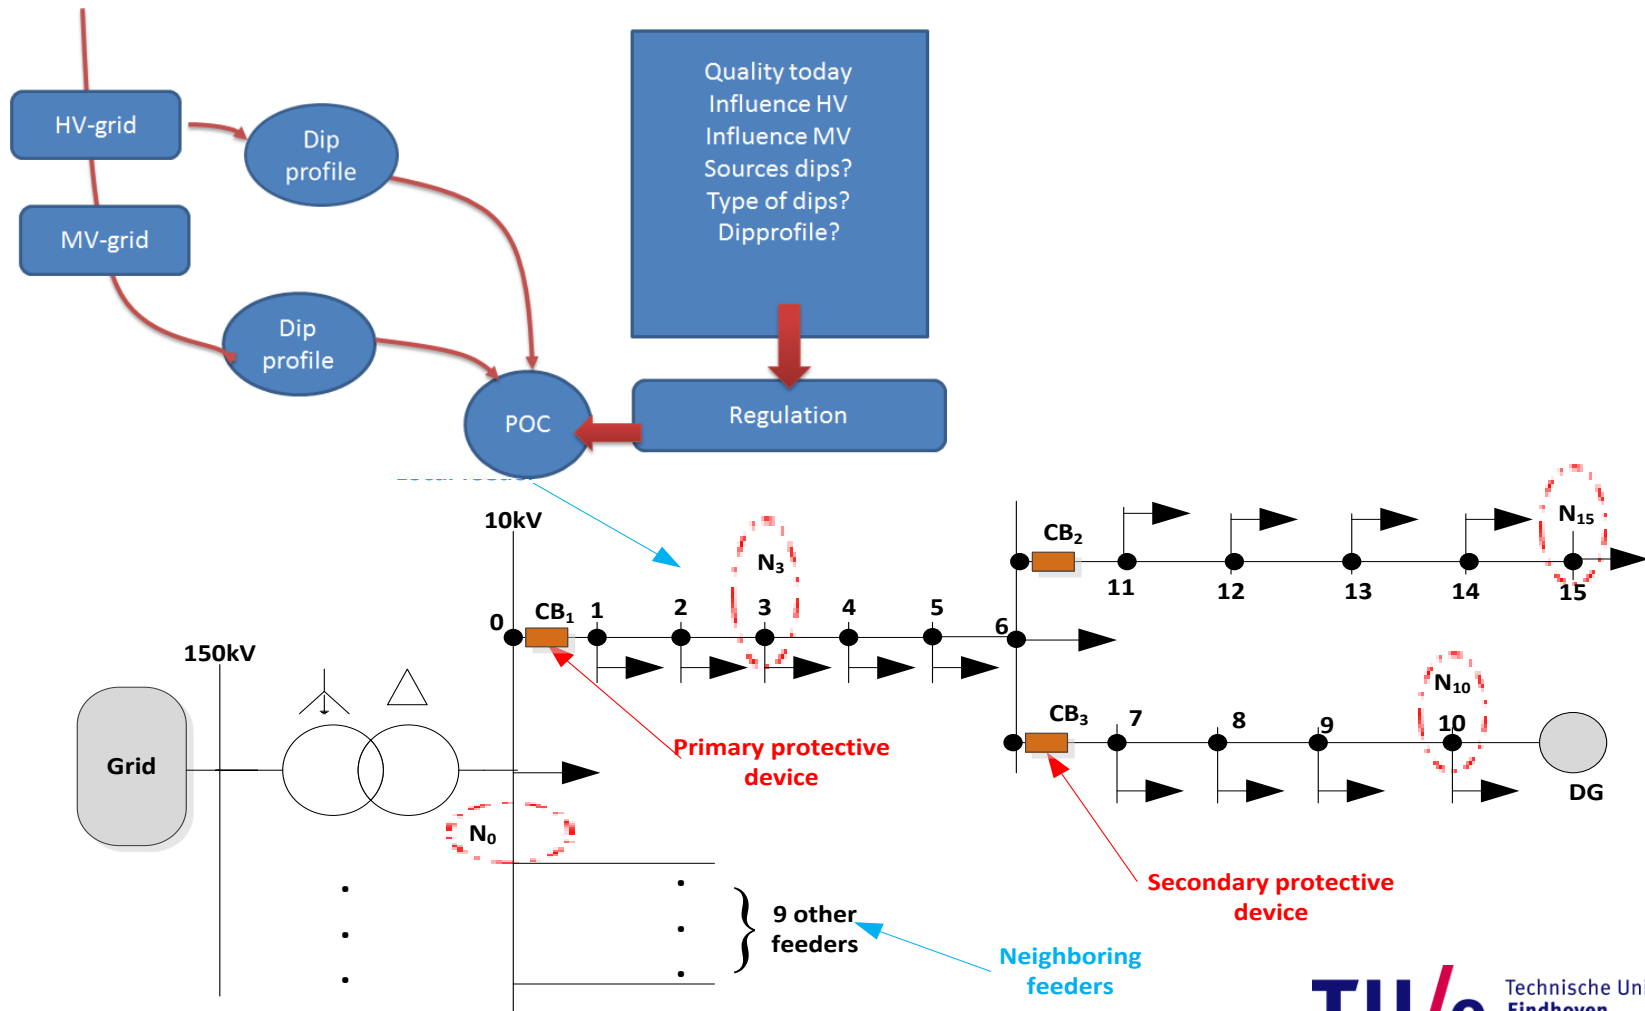 HV-grid
Dip
profile
MV-grid
Dip
profile
POC
Quality today
Influence HV
Influence MV
Sources dips?
Type of dips?
Dipprofile?
Regulation
10kV
0
CB1
1
2
N3
3
4
5
6
CB2
11
12
13
14
N15
15
150kV
Grid
Primary protective
device
CB3
7
8
9
N10
10
DG
N0
Secondary protective
device
9 other
feeders
Neighboring
feeders
TU/e
Technische Uni
Eindhoven